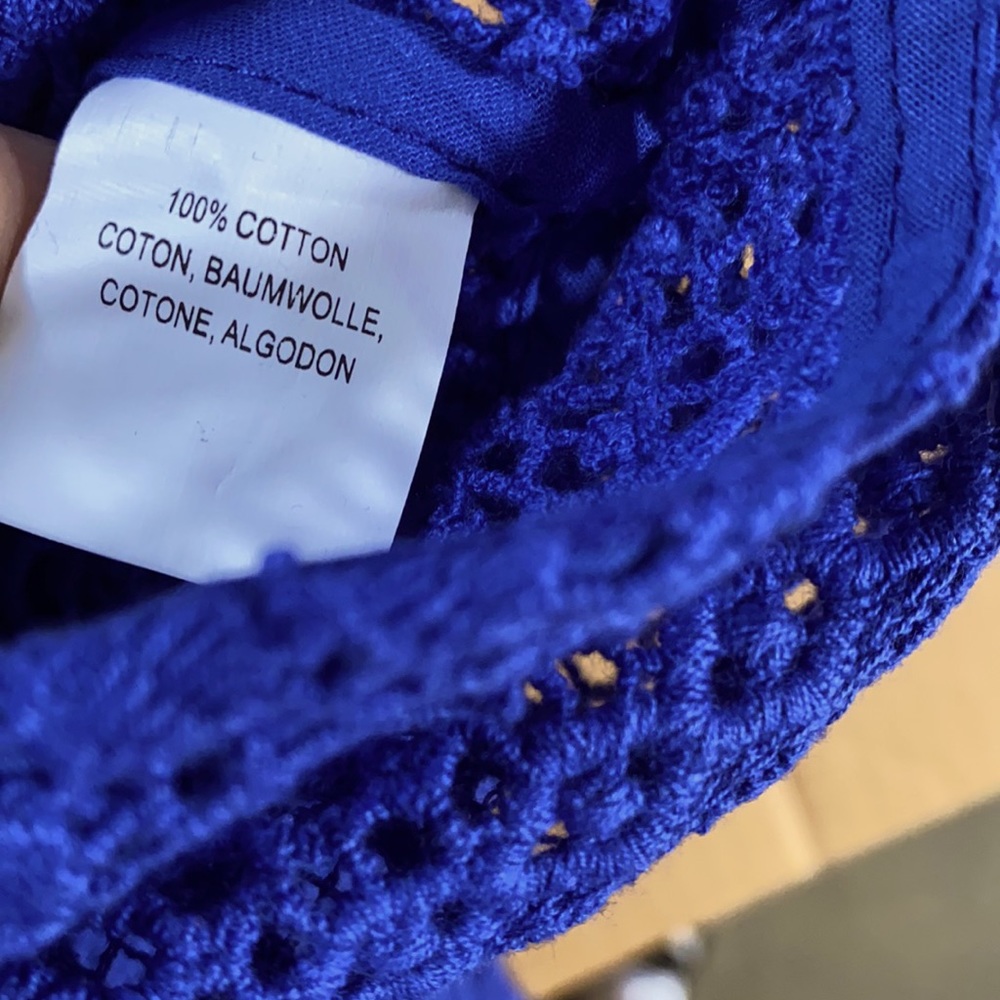 100% COTTON
COTON, BAUMWOLLE,
COTONE, ALGODON